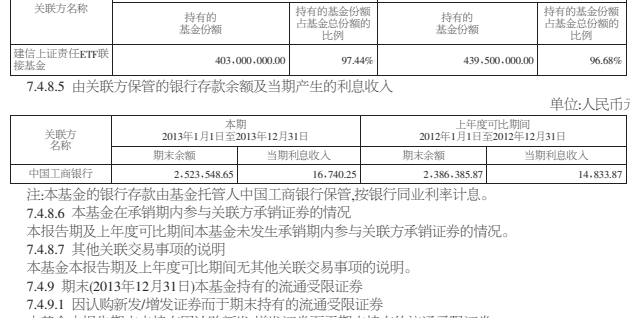 关联方名称
持有的
基金份额
持有的基金份额
占基金总份额的
比例
持有的
基金份额
持有的基金份额
占基金总份额的
比例
建信上证责任ETF联
接基金
403,000,000.00 97.44% 439,500,000.00 96.68%
7.4.8.5 由关联方保管的银行存款余额及当期产生的利息收入
单位:人民币元
关联方
名称
本期
2013年1月1日至2013年12月31日
上年度可比期间
2012年1月1日至2012年12月31日
期末余额 当期利息收入 期末余额 当期利息收入
中国工商银行 2,523,548.65 16,740.25 2,386,385.87 14,833.87
注:本基金的银行存款由基金托管人中国工商银行保管,按银行同业利率计息。
7.4.8.6 本基金在承销期内参与关联方承销证券的情况
本报告期及上年度可比期间本基金未发生承销期内参与关联方承销证券的情况。
7.4.8.7 其他关联交易事项的说明
本基金本报告期及上年度可比期间无其他关联交易事项的说明。
7.4.9 期末(2013年12月31日)本基金持有的流通受限证券
7.4.9.1 因认购新发/增发证券而于期末持有的流通受限证券